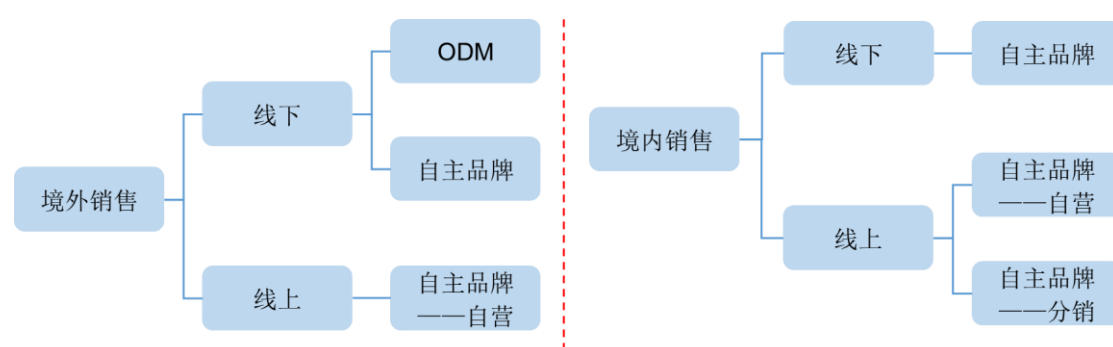 境外销售
线下
ODM
自主品牌
线上
自主品牌
——自营
境内销售
线下
自主品牌
线上
自主品牌
——自营
自主品牌
——分销